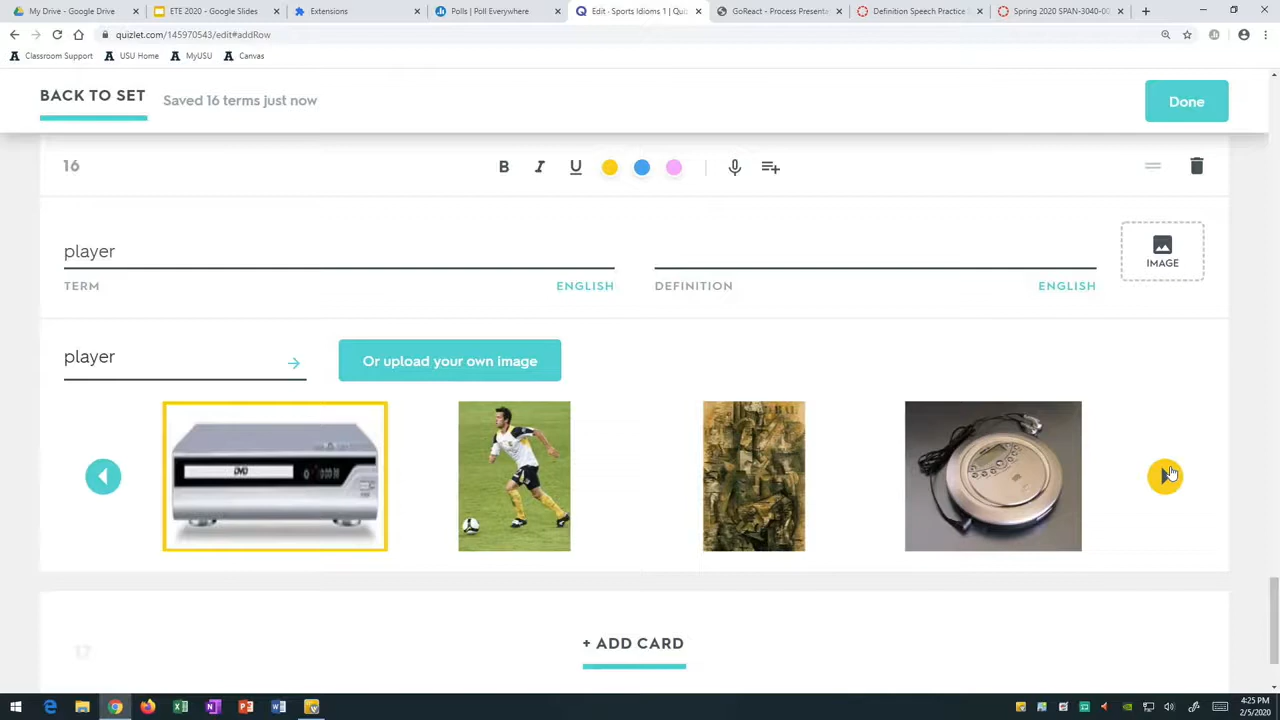 My Drive - Google Drive
ETE 2020 - Google Slides
Extensions
Polls | Poll Everywhere
Edit · Sports Idioms 1 | Qui
GoReact - Process Presenta
Definition Speech Practice
Spring 2020 SPAN-3040-00
quizlet.com/145970543/edit#addRow
Classroom Support
USU Home
MyUSU
Canvas
BACK TO SET
Saved 16 terms just now
Done
16
B I U
player
IMAGE
TERM
ENGLISH
DEFINITION
ENGLISH
player
Or upload your own image
DVD
+ ADD CARD
4:25 PM
2/5/2020